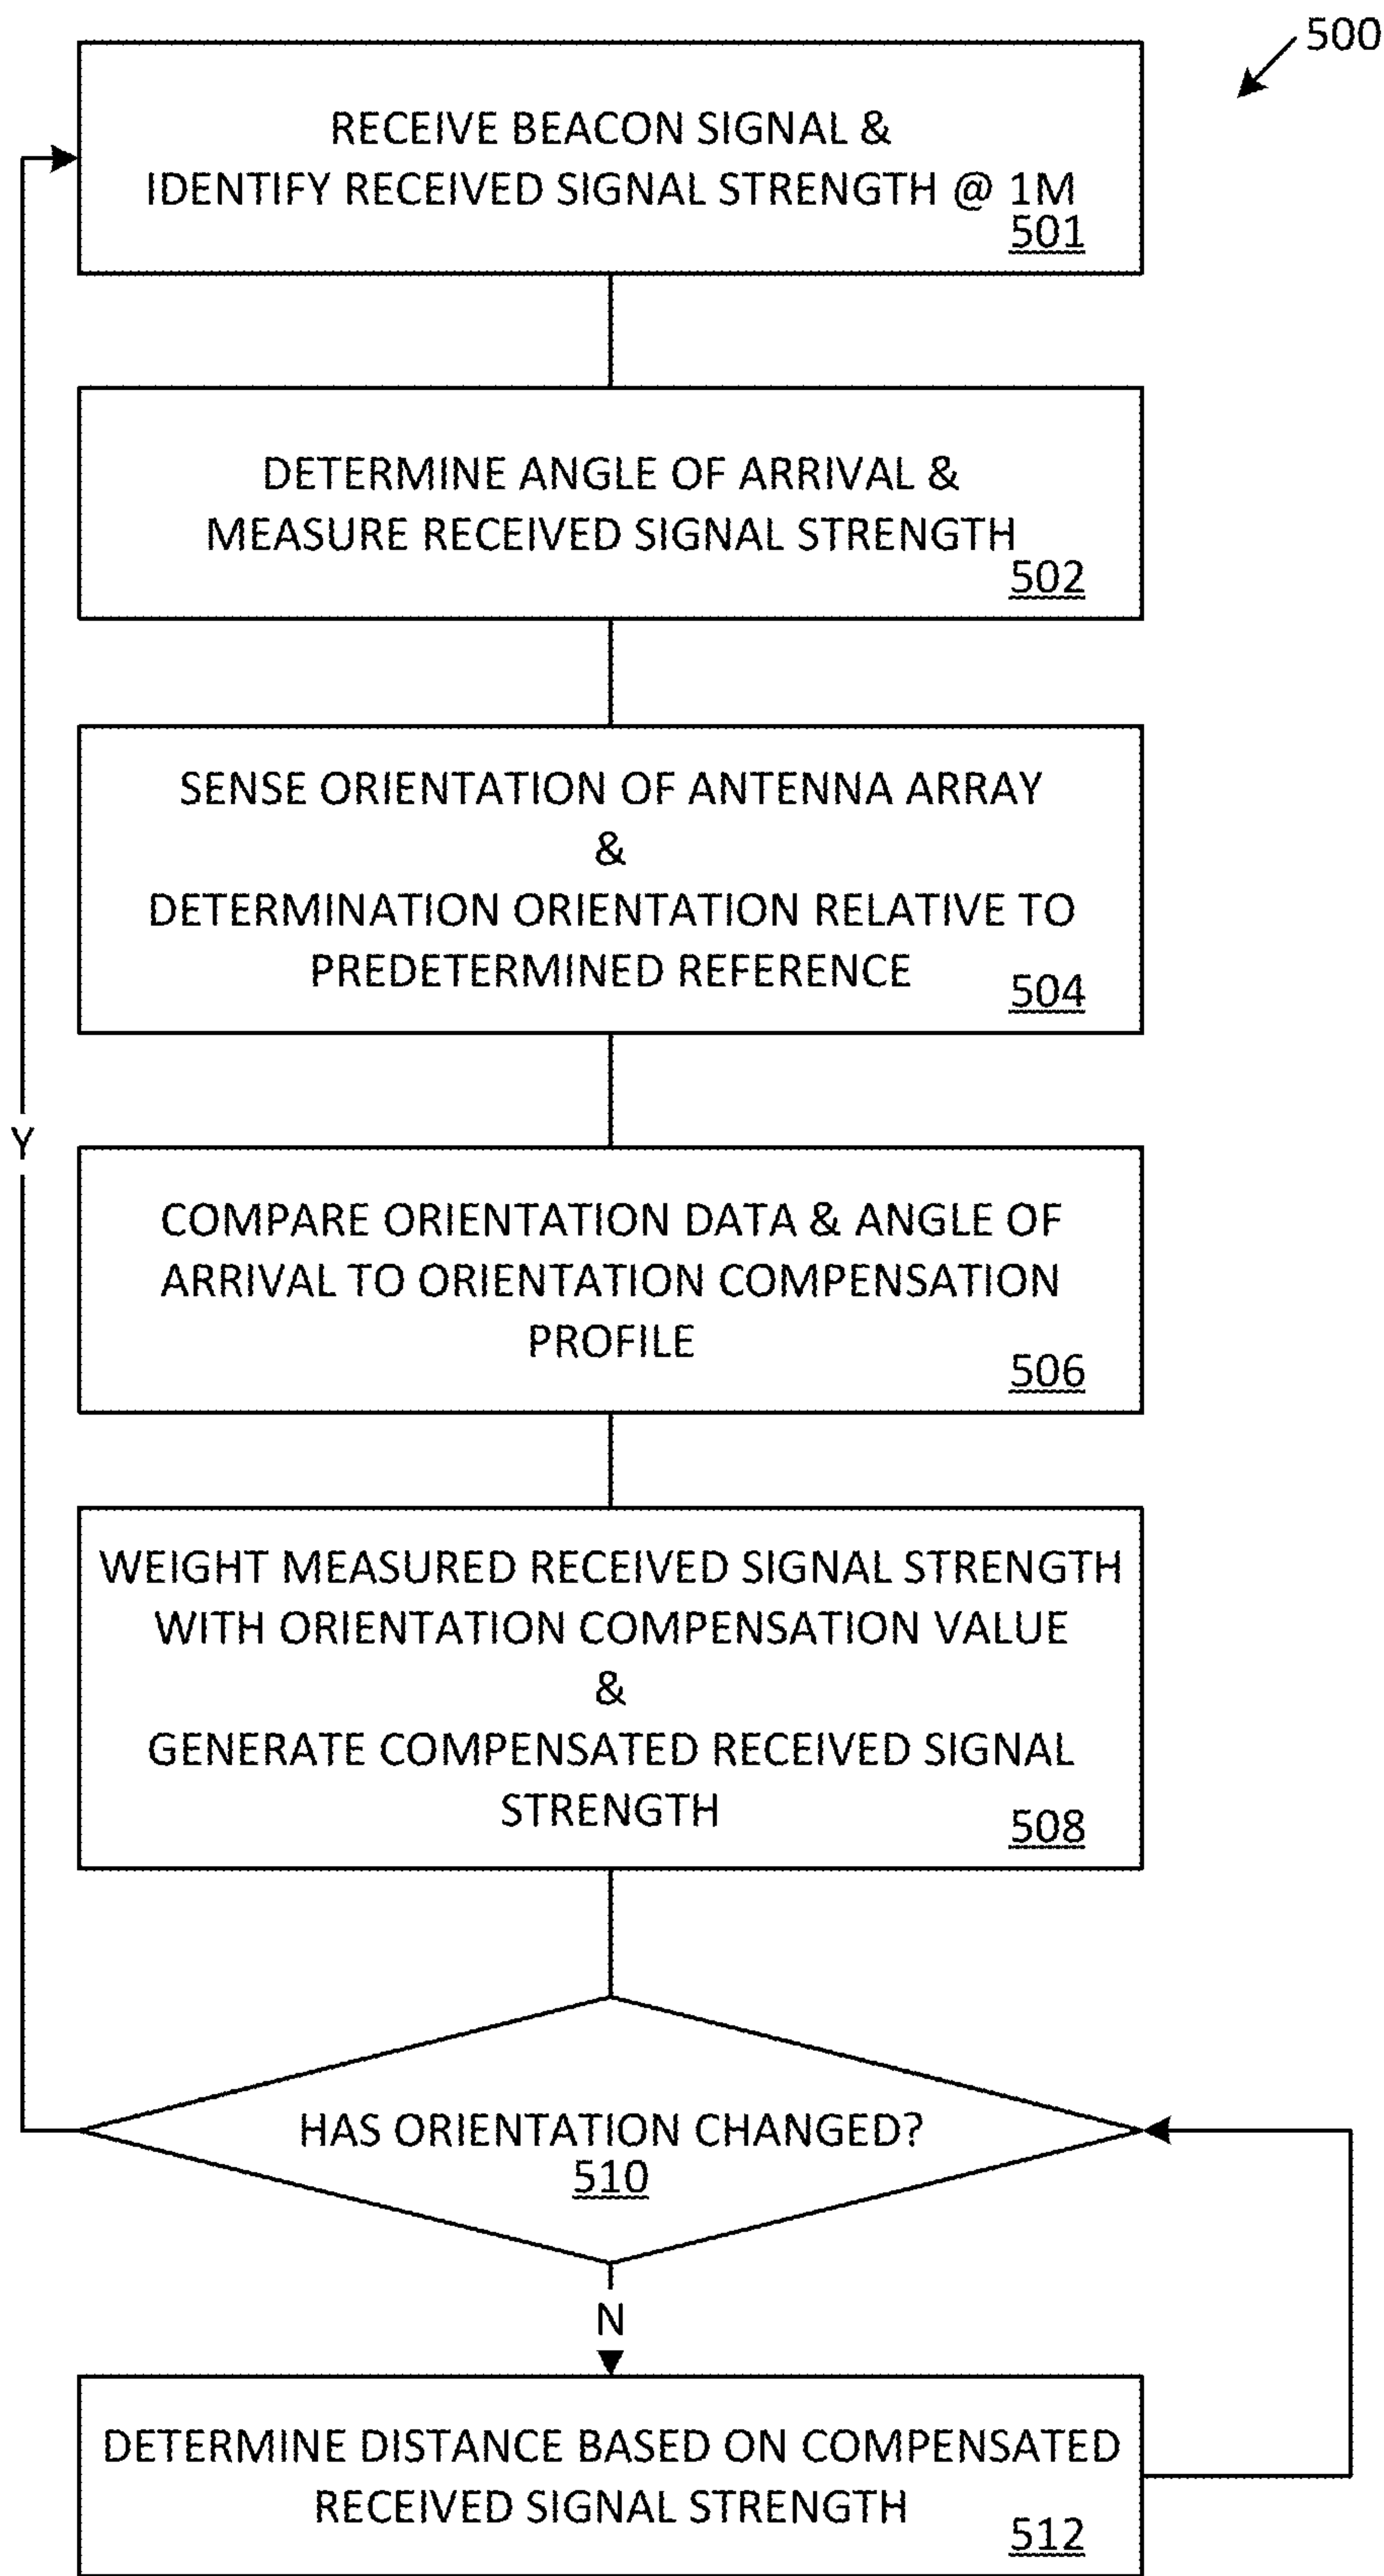 500
RECEIVE BEACON SIGNAL &
IDENTIFY RECEIVED SIGNAL STRENGTH @ 1M
501
DETERMINE ANGLE OF ARRIVAL &
MEASURE RECEIVED SIGNAL STRENGTH
502
SENSE ORIENTATION OF ANTENNA ARRAY
&
DETERMINATION ORIENTATION RELATIVE TO
PREDETERMINED REFERENCE
504
Y
COMPARE ORIENTATION DATA & ANGLE OF
ARRIVAL TO ORIENTATION COMPENSATION
PROFILE
506
WEIGHT MEASURED RECEIVED SIGNAL STRENGTH
WITH ORIENTATION COMPENSATION VALUE
&
GENERATE COMPENSATED RECEIVED SIGNAL
STRENGTH
508
HAS ORIENTATION CHANGED?
510
N
DETERMINE DISTANCE BASED ON COMPENSATED
RECEIVED SIGNAL STRENGTH
512